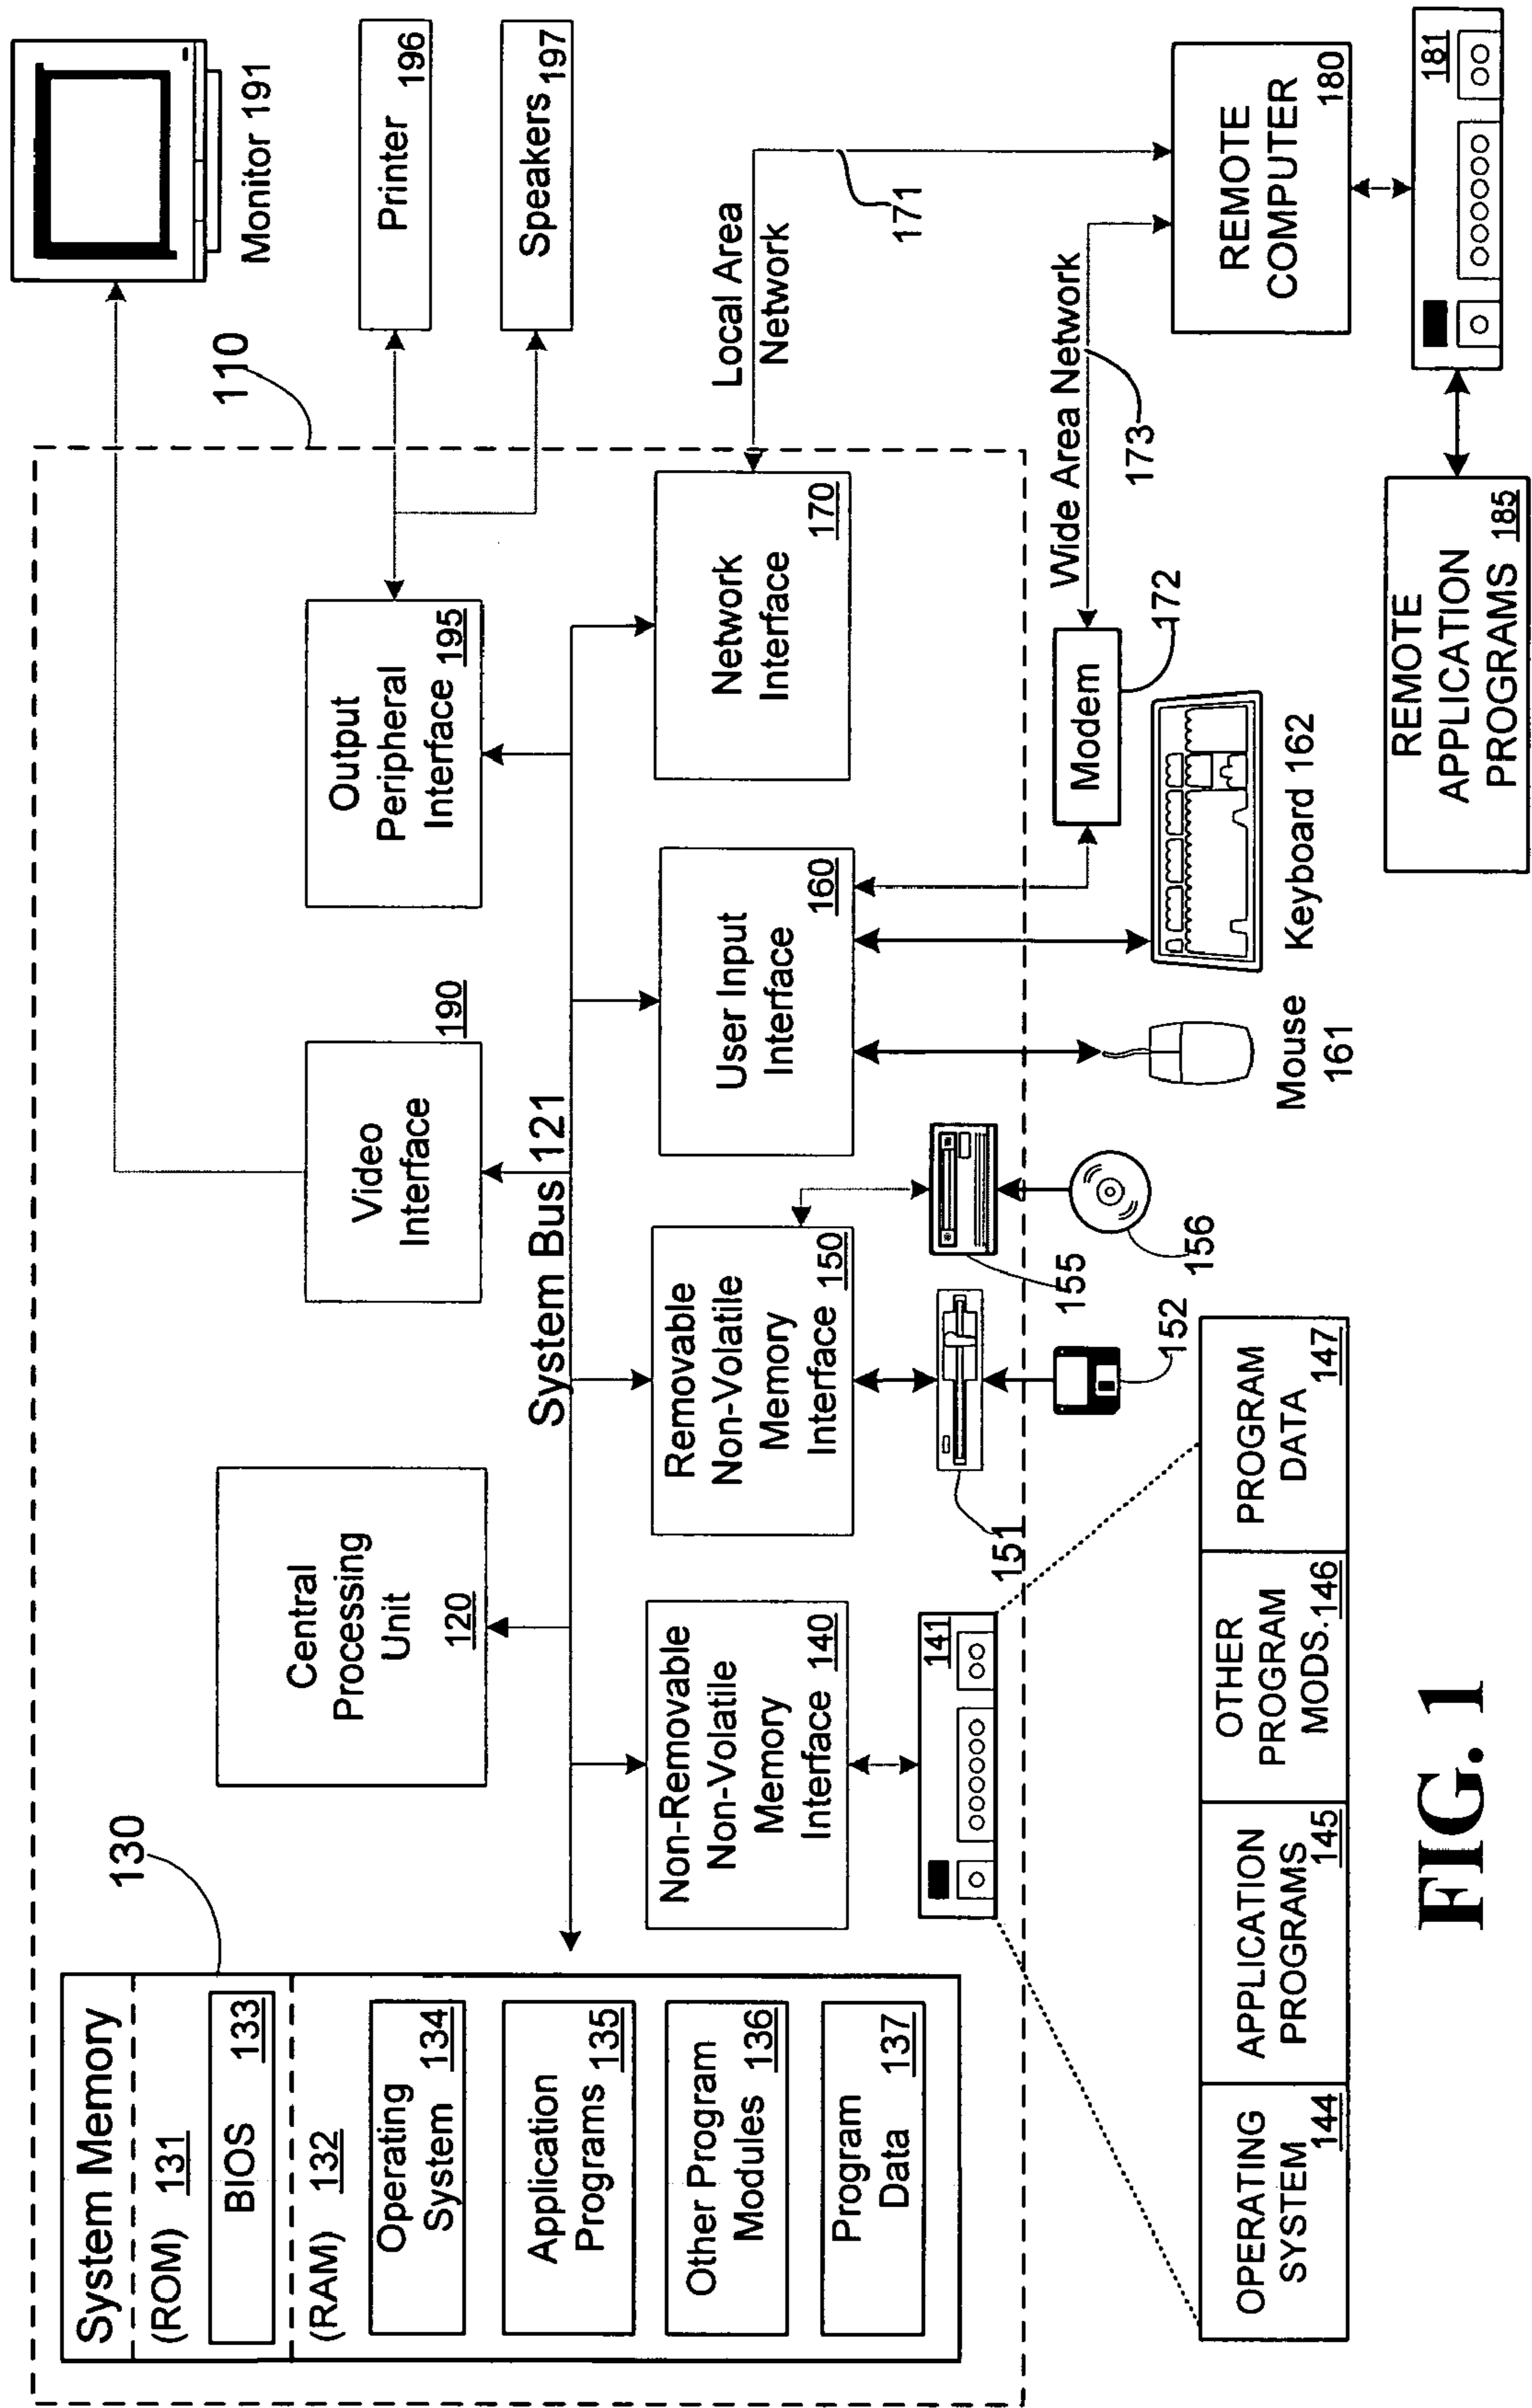 110
130
System Memory
(ROM) 131
BIOS 133
(RAM) 132
Operating
System 134
Application
Programs 135
Other Program
Modules 136
Program
Data 137
Central
Processing
Unit
120
Video
Interface
190
Output
Peripheral
Interface 195
Monitor 191
Printer 196
Speakers 197
System Bus 121
Non-Removable
Non-Volatile
Memory
Interface 140
Removable
Non-Volatile
Memory
Interface 150
User Input
Interface 160
Network
Interface 170
Local Area
Network
171
141
151
155
152
156
Mouse
161
Keyboard 162
Modem
172
Wide Area Network
173
REMOTE
COMPUTER
180
181
REMOTE
APPLICATION
PROGRAMS 185
OPERATING
SYSTEM
144
APPLICATION
PROGRAMS
145
OTHER
PROGRAM
MODS. 146
PROGRAM
DATA
147
FIG. 1